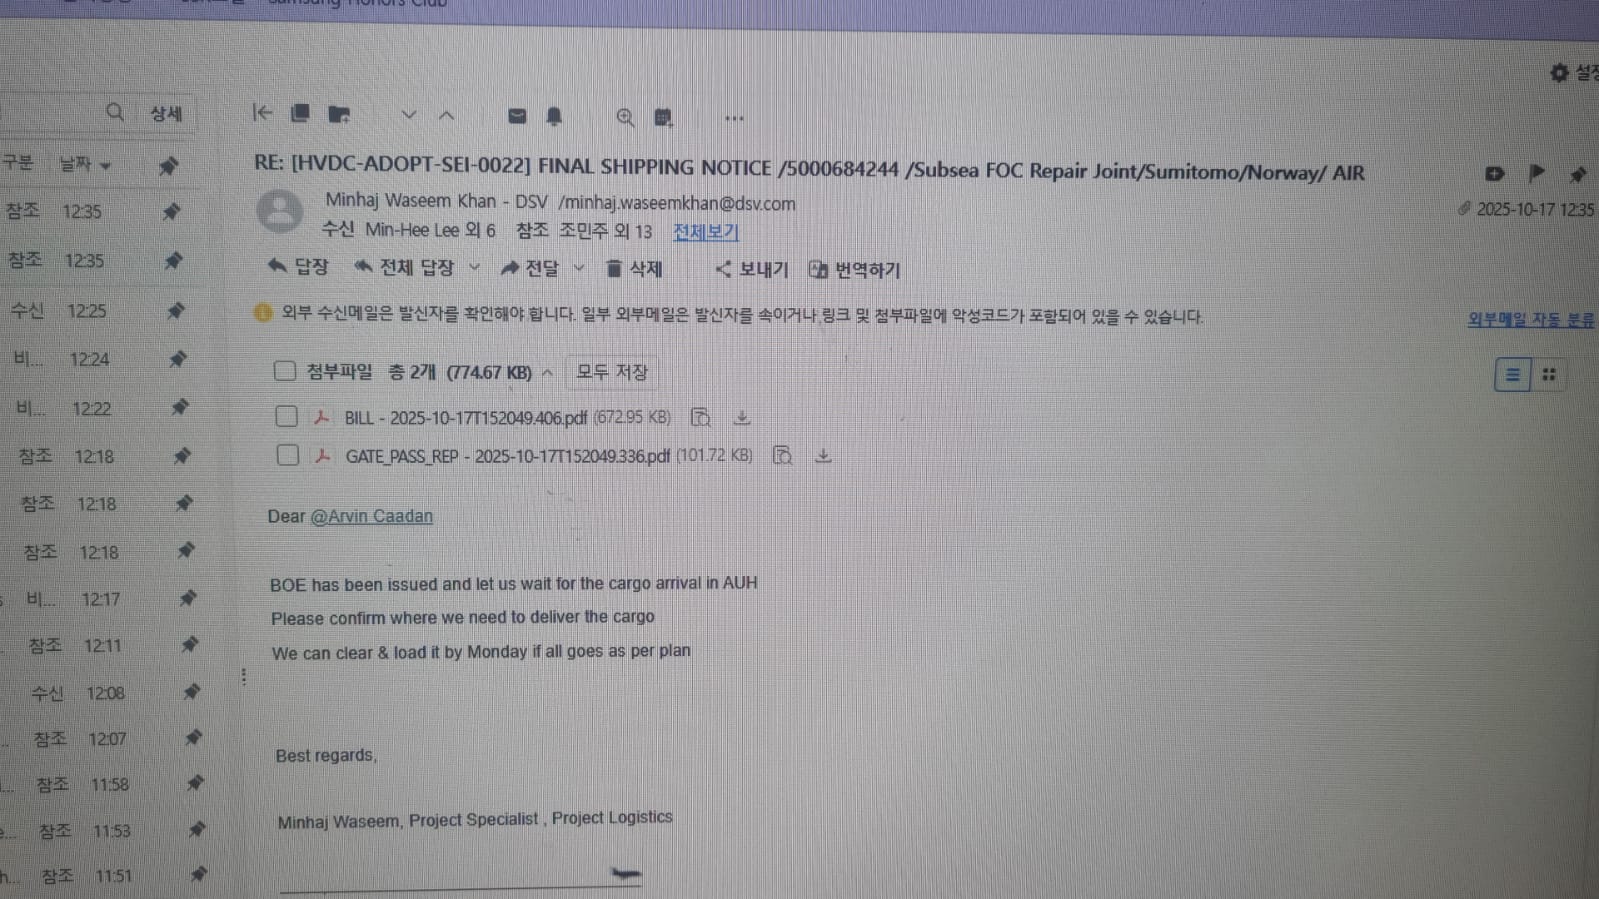 Samsung Honors Club
설정
상세
구분 날짜
참조 12:35
참조 12:35
수신 12:25
비... 12:24
비... 12:22
참조 12:18
참조 12:18
참조 12:18
비... 12:17
참조 12:11
수신 12:08
참조 12:07
참조 11:58
참조 11:53
참조 11:51
RE: [HVDC-ADOPT-SEI-0022] FINAL SHIPPING NOTICE /5000684244 /Subsea FOC Repair Joint/Sumitomo/Norway/ AIR
Minhaj Waseem Khan - DSV /minhaj.waseemkhan@dsv.com
2025-10-17 12:35
수신 Min-Hee Lee 외 6 참조 조민주 외 13 전체보기
답장 전체 답장 전달 삭제 보내기 번역하기
외부 수신메일은 발신자를 확인해야 합니다. 일부 외부메일은 발신자를 속이거나 링크 및 첨부파일에 악성코드가 포함되어 있을 수 있습니다.
외부메일 자동 분류
첨부파일 총 2개 (774.67 KB) 모두 저장
BILL - 2025-10-17T152049.406.pdf (672.95 KB)
GATE_PASS_REP - 2025-10-17T152049.336.pdf (101.72 KB)
Dear @Arvin Caadan
BOE has been issued and let us wait for the cargo arrival in AUH
Please confirm where we need to deliver the cargo
We can clear & load it by Monday if all goes as per plan
Best regards,
Minhaj Waseem, Project Specialist , Project Logistics